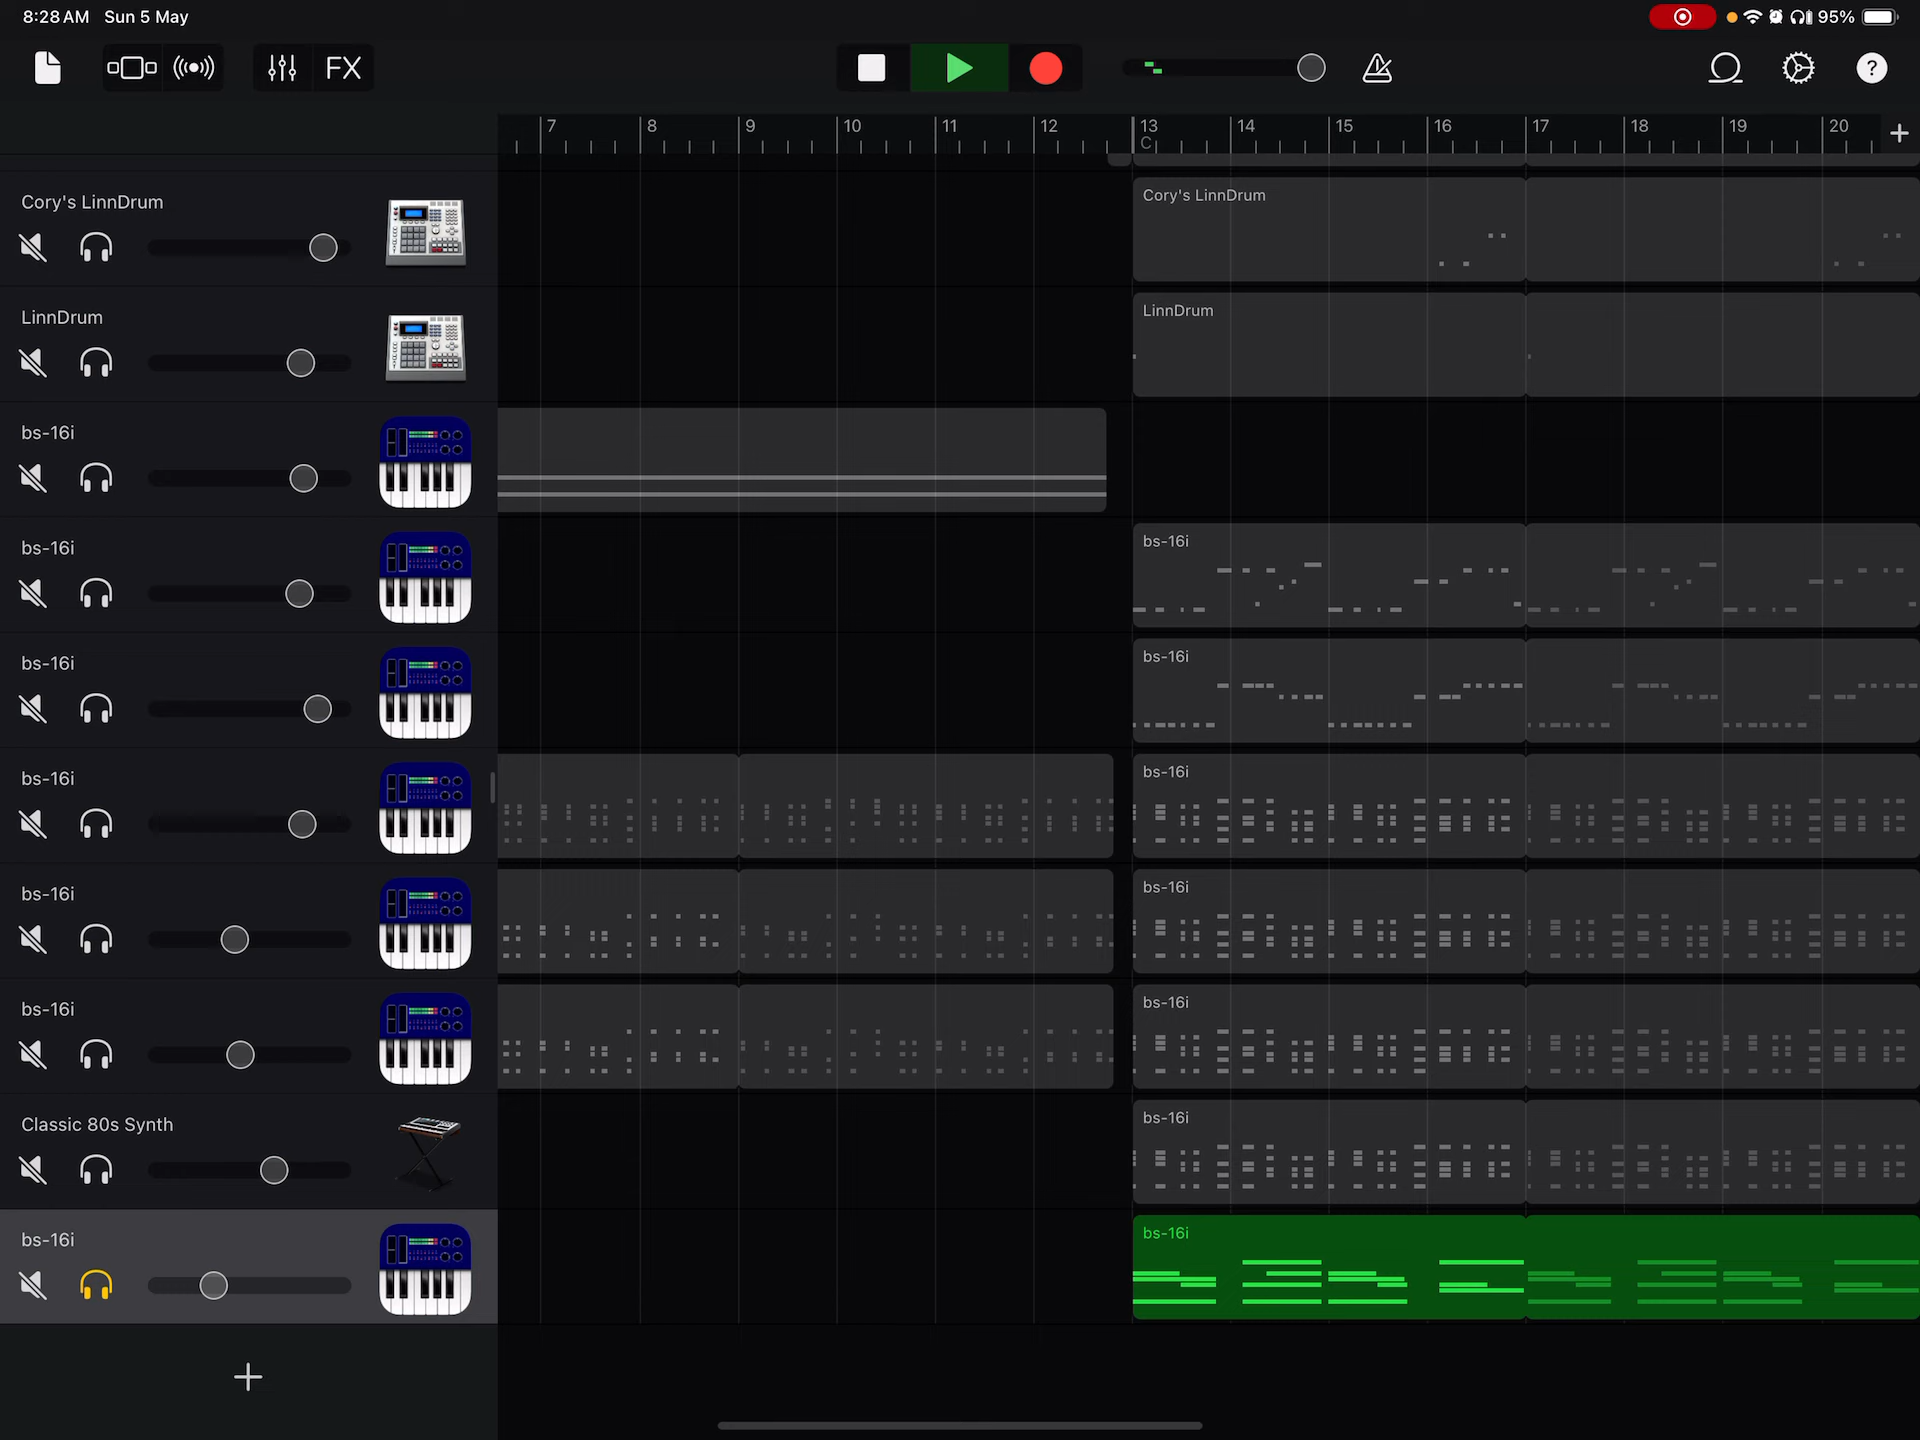 8:28 AM Sun 5 May
95%
FX
?
7 8 9 10 11 12 13 14 15 16 17 18 19 20
C
Cory's LinnDrum
Cory's LinnDrum
LinnDrum
LinnDrum
bs-16i
bs-16i
bs-16i
bs-16i
bs-16i
bs-16i
bs-16i
bs-16i
bs-16i
bs-16i
bs-16i
Classic 80s Synth
bs-16i
bs-16i
bs-16i